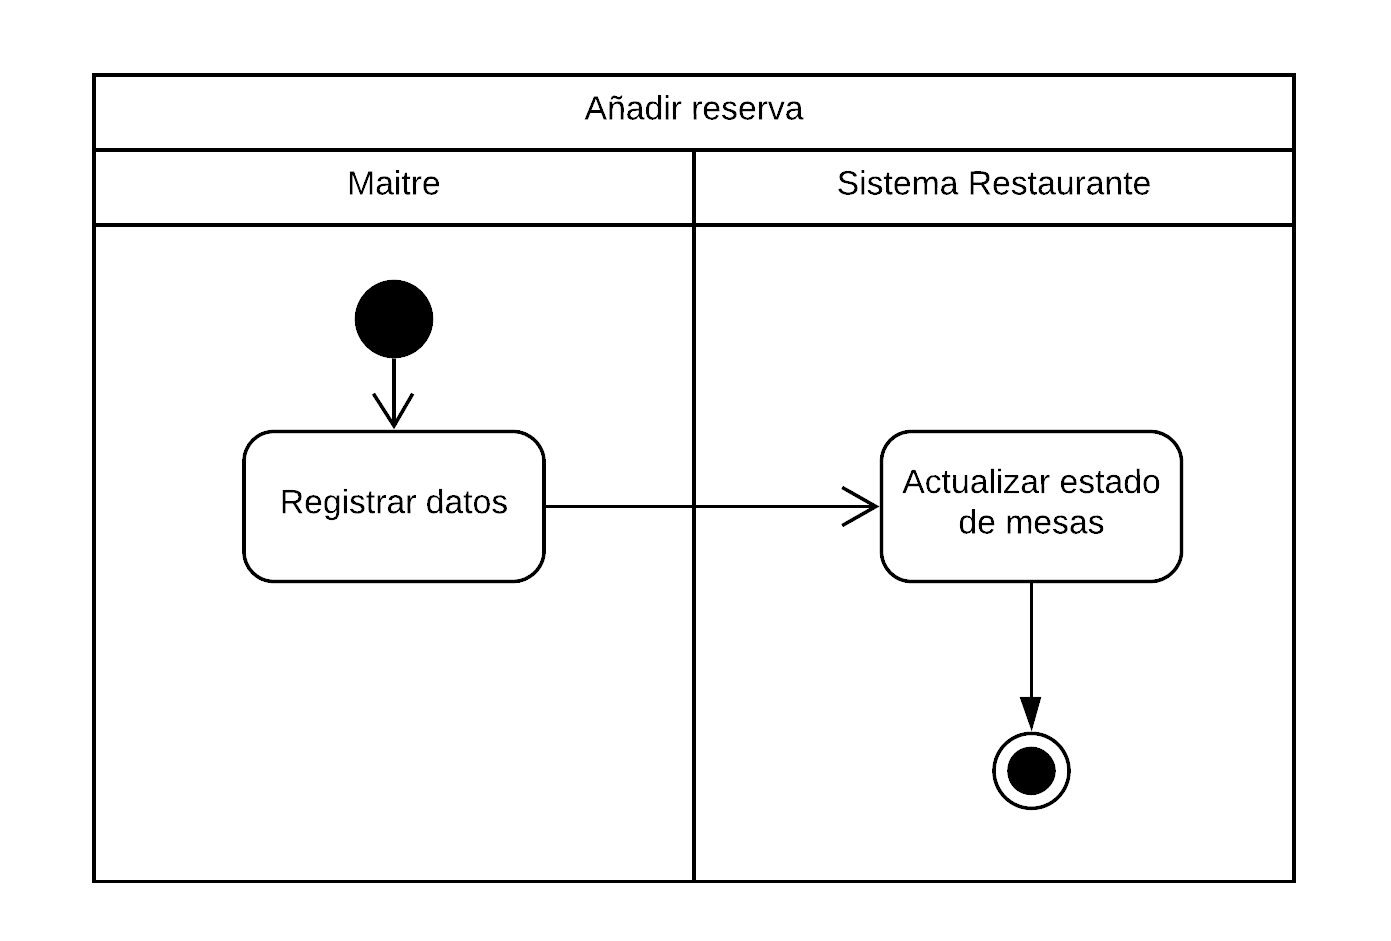 Añadir reserva
Maitre
Sistema Restaurante
Registrar datos
Actualizar estado
de mesas